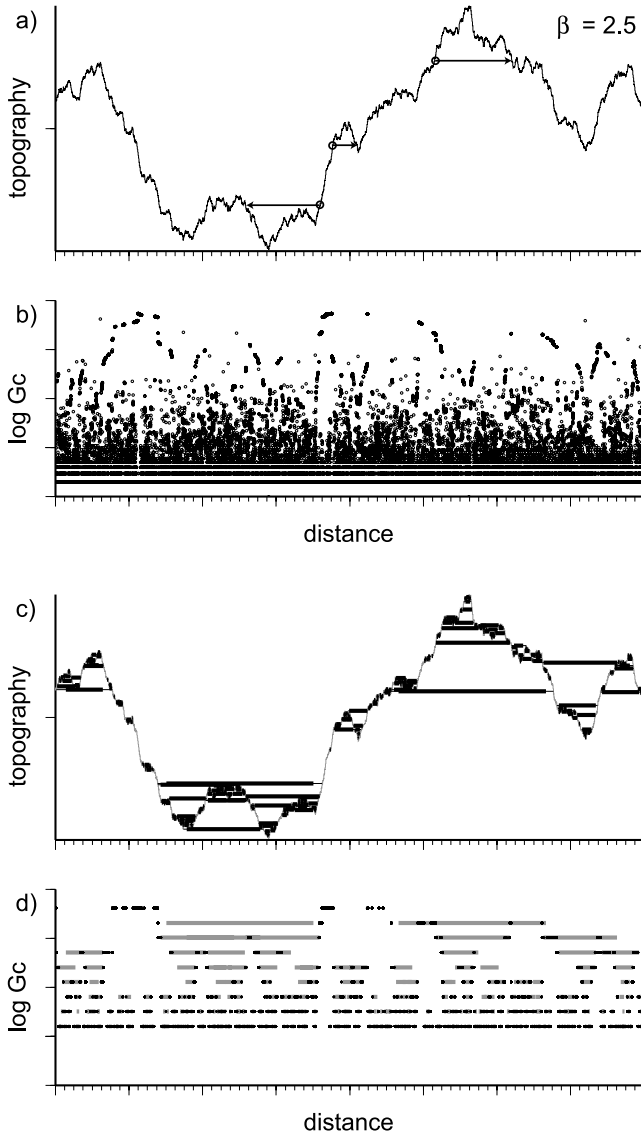 a)
β = 2.5
topography
b)
log Gc
distance
c)
topography
d)
log Gc
distance